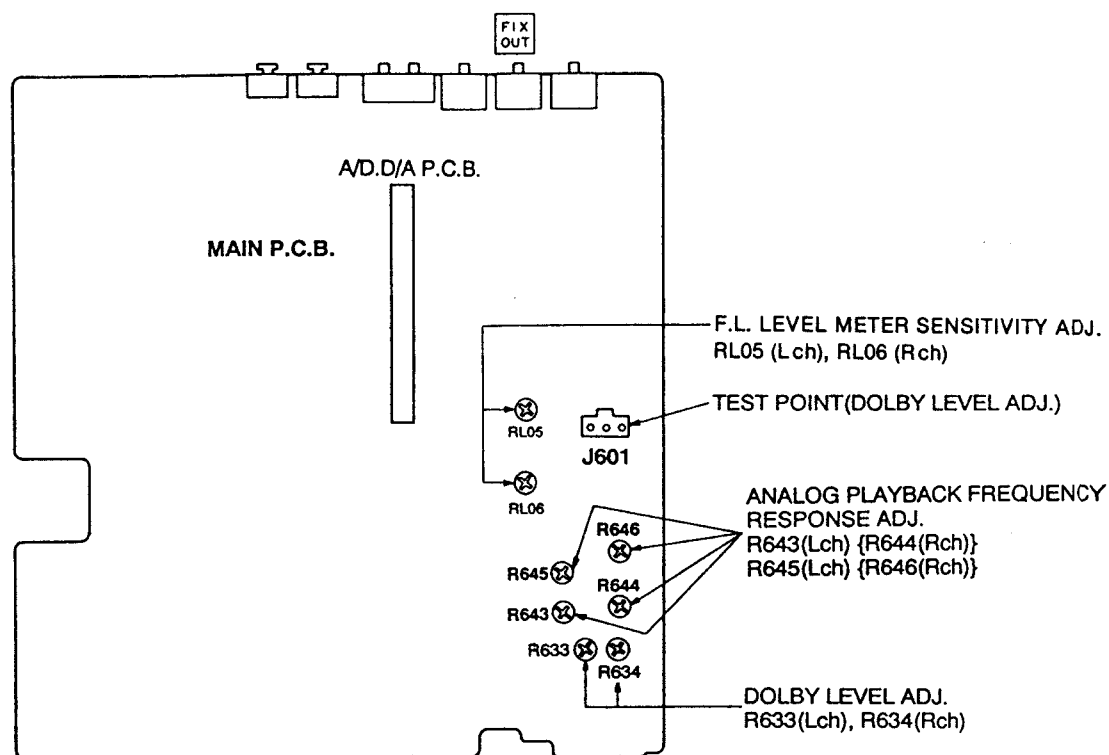 FIX
OUT
A/D.D/A P.C.B.
MAIN P.C.B.
F.L. LEVEL METER SENSITIVITY ADJ.
RL05 (Lch), RL06 (Rch)
TEST POINT(DOLBY LEVEL ADJ.)
RL05
J601
RL06
ANALOG PLAYBACK FREQUENCY
RESPONSE ADJ.
R643(Lch) {R644(Rch)}
R645(Lch) {R646(Rch)}
R646
R645
R644
R643
R633
R634
DOLBY LEVEL ADJ.
R633(Lch), R634(Rch)